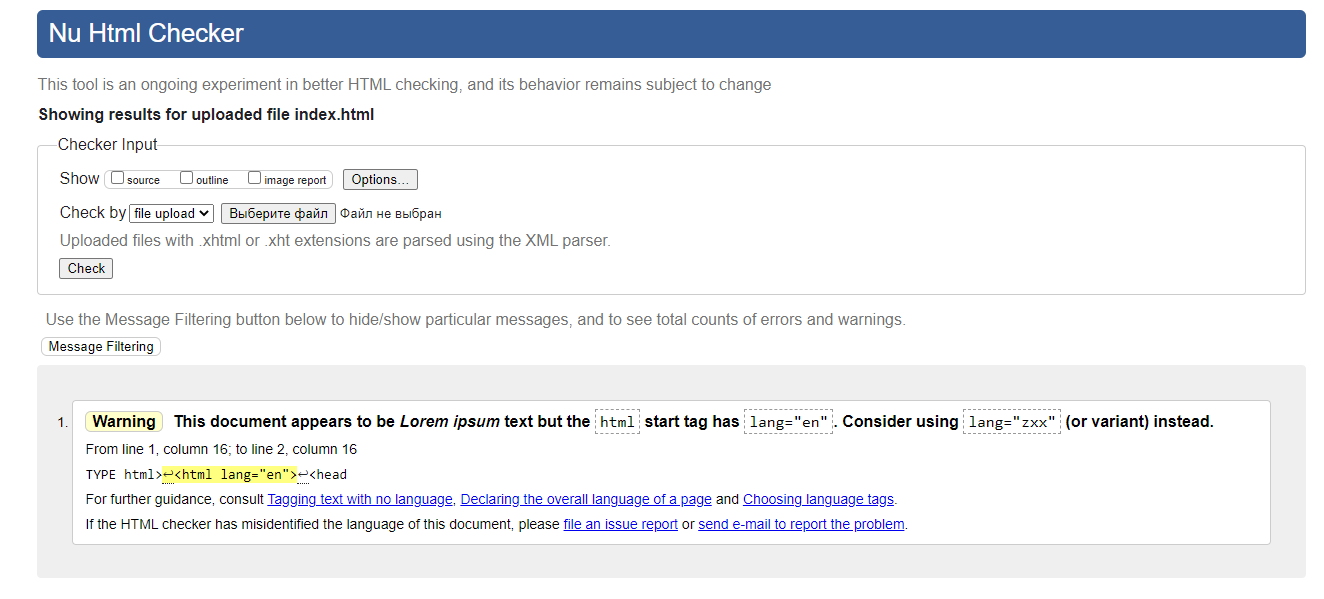 Nu Html Checker
This tool is an ongoing experiment in better HTML checking, and its behavior remains subject to change
Showing results for uploaded file index.html
Checker Input
Show source outline image report Options...
Check by file upload Выберите файл Файл не выбран
Uploaded files with .xhtml or .xht extensions are parsed using the XML parser.
Check
Use the Message Filtering button below to hide/show particular messages, and to see total counts of errors and warnings.
Message Filtering
1. Warning This document appears to be Lorem ipsum text but the html start tag has lang="en". Consider using lang="zxx" (or variant) instead.
From line 1, column 16; to line 2, column 16
TYPE html>↩<html lang="en">↩<head
For further guidance, consult Tagging text with no language, Declaring the overall language of a page and Choosing language tags.
If the HTML checker has misidentified the language of this document, please file an issue report or send e-mail to report the problem.